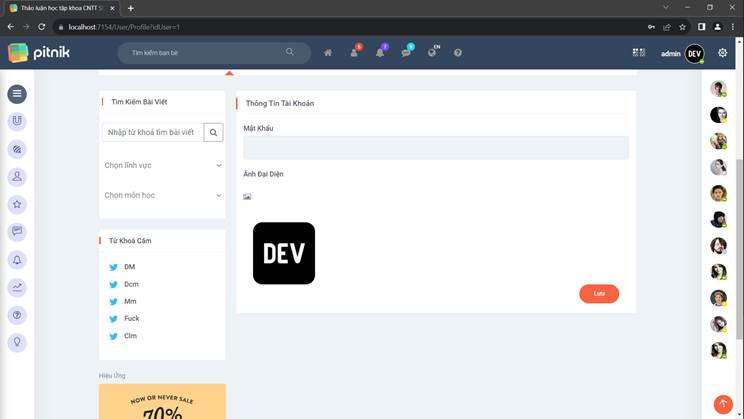 Thảo luận học tập khoa CNTT S
localhost:7154/User/Profile?idUser=1
pitnik
Tìm kiếm bạn bè
EN
admin
DEV
Tìm Kiếm Bài Viết
Nhập từ khoá tìm bài viết
Chọn lĩnh vực
Chọn môn học
Từ Khoá Cấm
DM
Dcm
Mm
Fuck
Clm
Hiệu Ứng
NOW OR NEVER SALE
70%
Thông Tin Tài Khoản
Mật Khẩu
Ảnh Đại Diện
DEV
Lưu